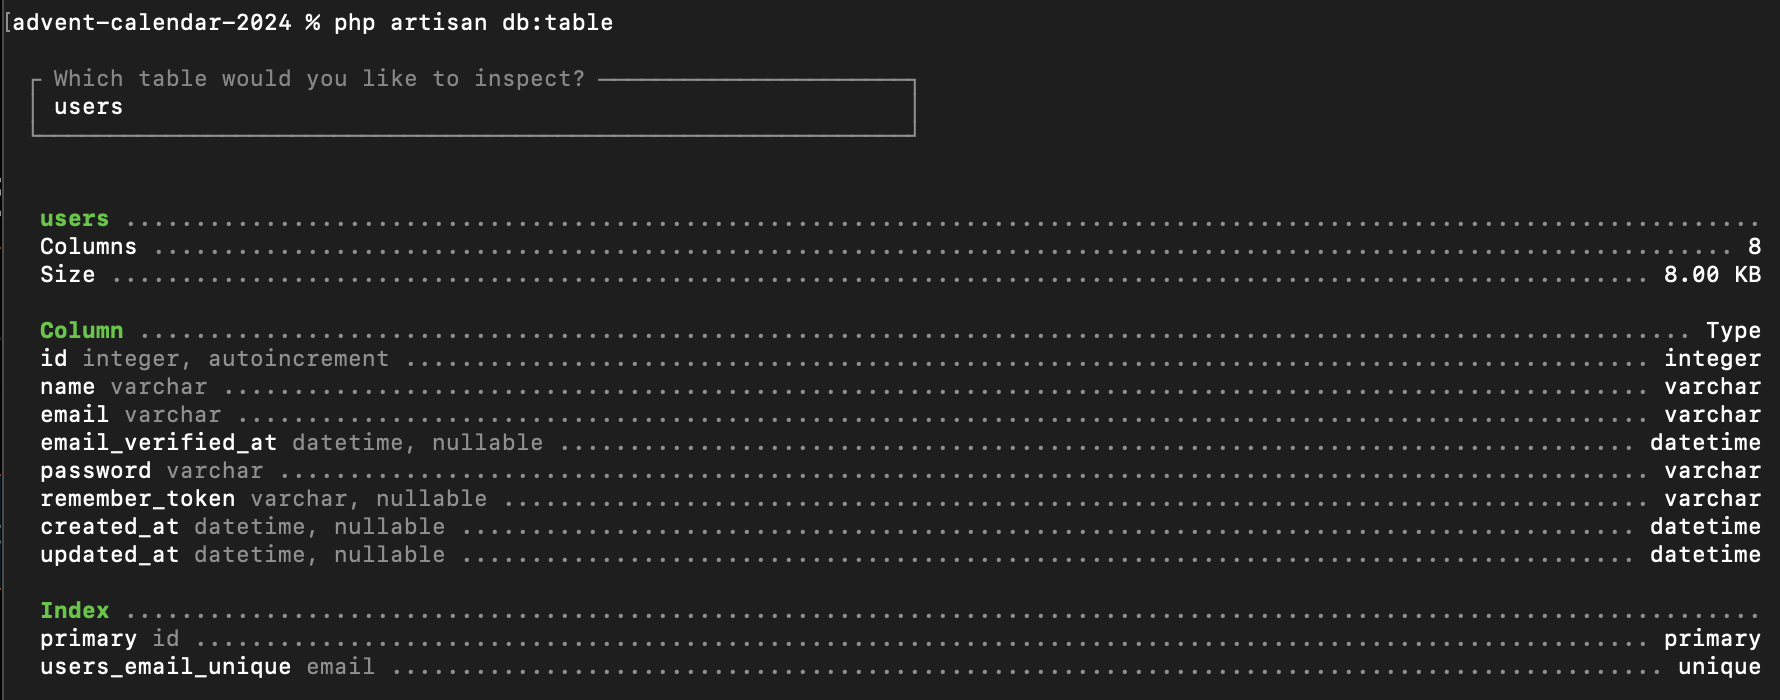 [advent-calendar-2024 % php artisan db:table
Which table would you like to inspect?
users
users ....................................................................................................................
Columns ................................................................................................................ 8
Size ............................................................................................................. 8.00 KB
Column .............................................................................................................. Type
id integer, autoincrement ........................................................................................ integer
name varchar ..................................................................................................... varchar
email varchar .................................................................................................... varchar
email_verified_at datetime, nullable ............................................................................ datetime
password varchar ................................................................................................. varchar
remember_token varchar, nullable ................................................................................. varchar
created_at datetime, nullable ................................................................................... datetime
updated_at datetime, nullable ................................................................................... datetime
Index ....................................................................................................................
primary id ....................................................................................................... primary
users_email_unique email .......................................................................................... unique